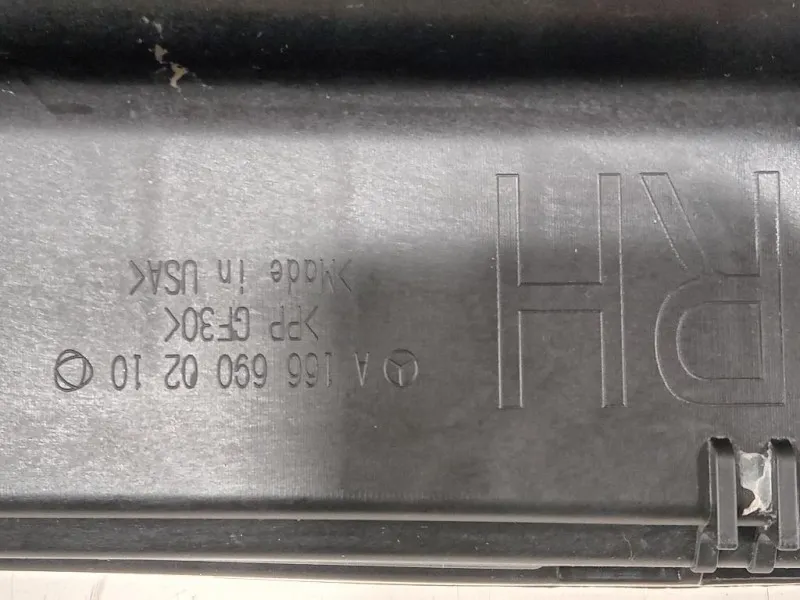 A 166 690 02 10
>PP GF30<
>Made in USA<
RH